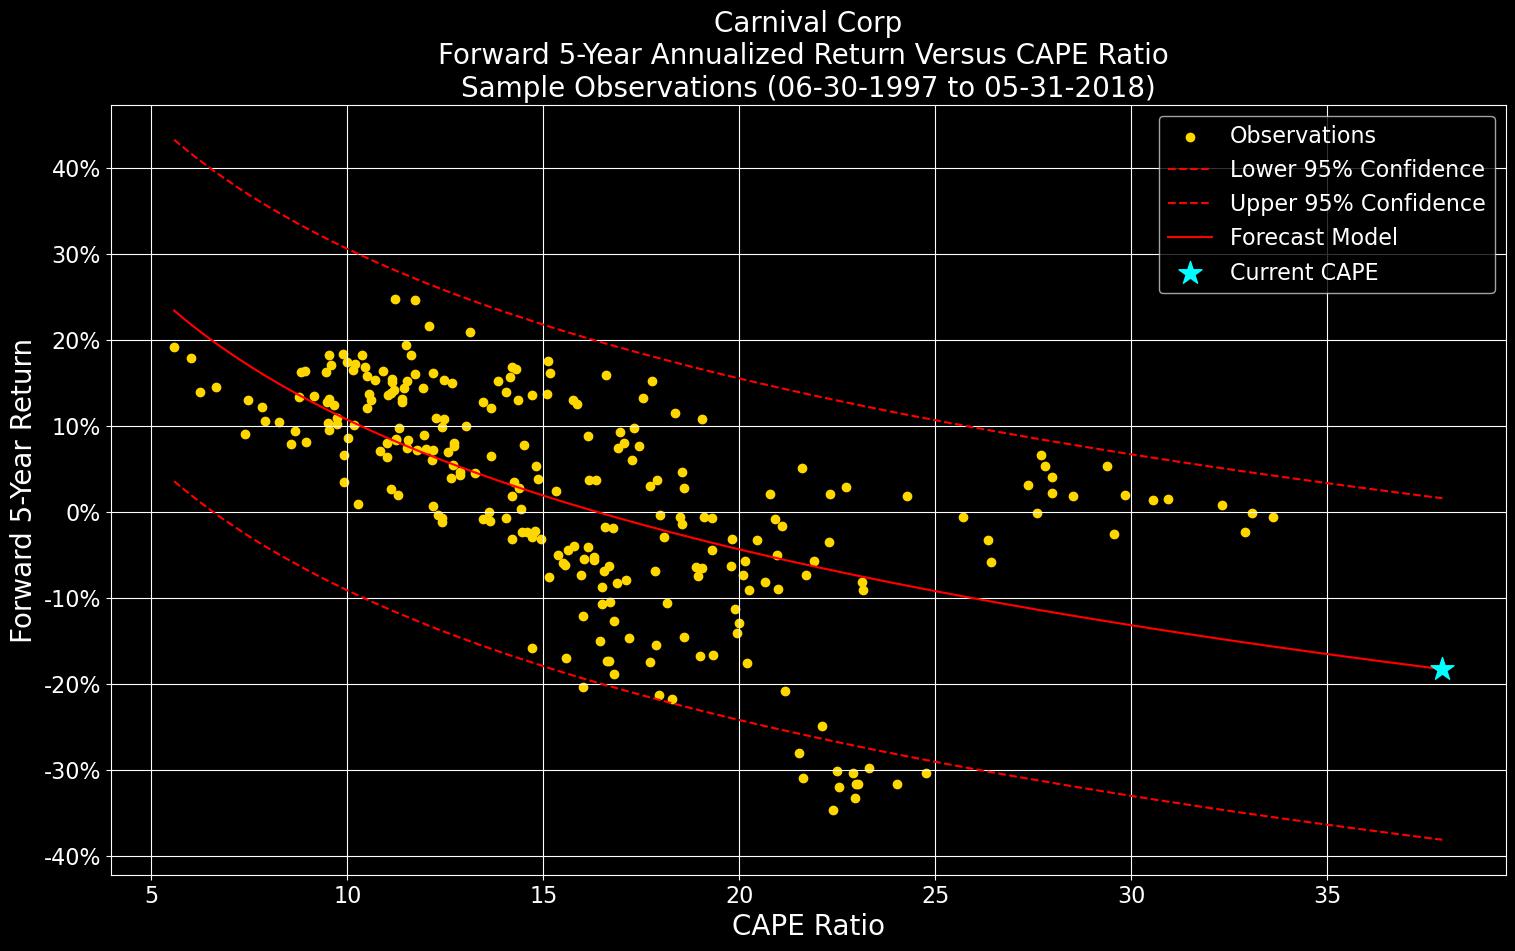 Carnival Corp
Forward 5-Year Annualized Return Versus CAPE Ratio
Sample Observations (06-30-1997 to 05-31-2018)
Observations
Lower 95% Confidence
Upper 95% Confidence
Forecast Model
Current CAPE
Forward 5-Year Return
40%
30%
20%
10%
0%
-10%
-20%
-30%
-40%
5 10 15 20 25 30 35
CAPE Ratio